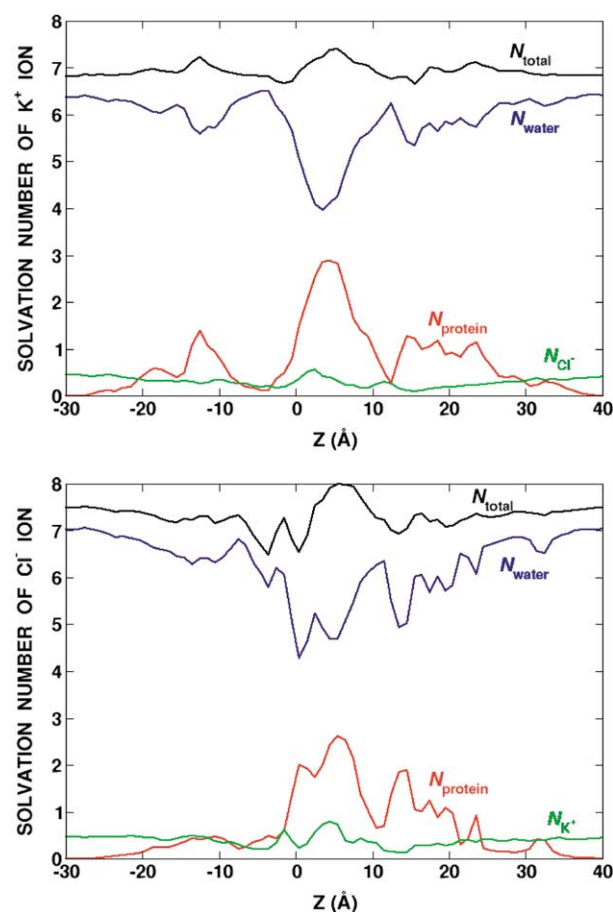 8
7
6
5
4
3
2
1
0
SOLVATION NUMBER OF K⁺ ION
N_total
N_water
N_protein
N_Cl⁻
-30 -20 -10 0 10 20 30 40
Z (Å)
8
7
6
5
4
3
2
1
0
SOLVATION NUMBER OF Cl⁻ ION
N_total
N_water
N_protein
N_K⁺
-30 -20 -10 0 10 20 30 40
Z (Å)